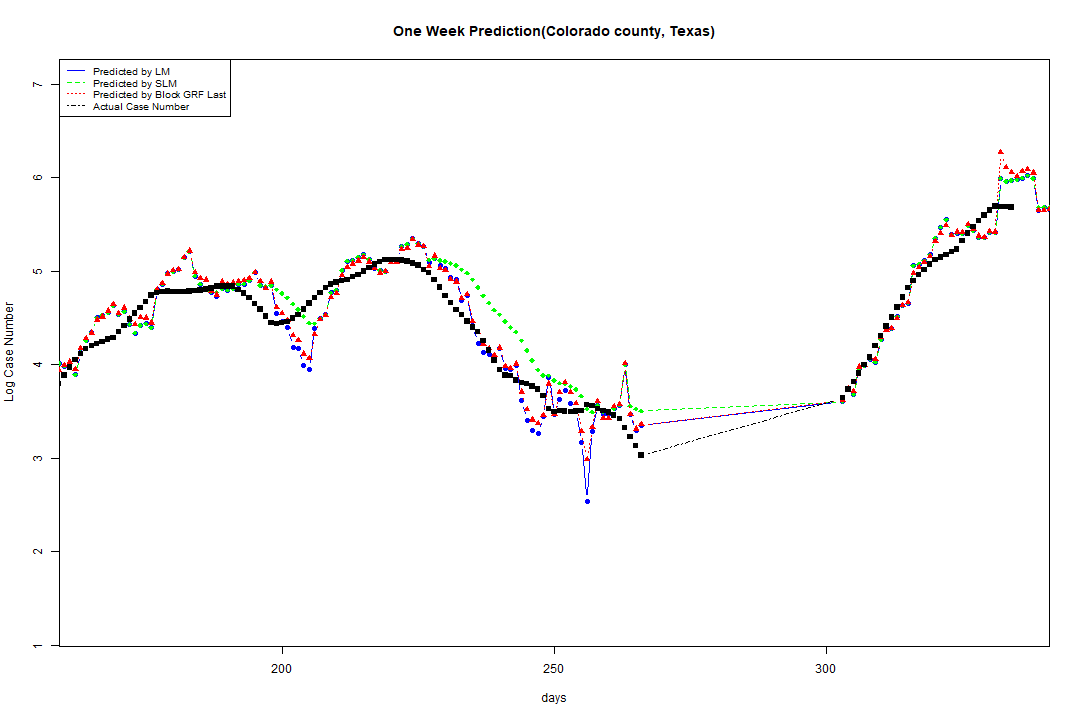 One Week Prediction(Colorado county, Texas)
Predicted by LM
Predicted by SLM
Predicted by Block GRF Last
Actual Case Number
7
6
5
4
3
2
1
Log Case Number
200 250 300
days